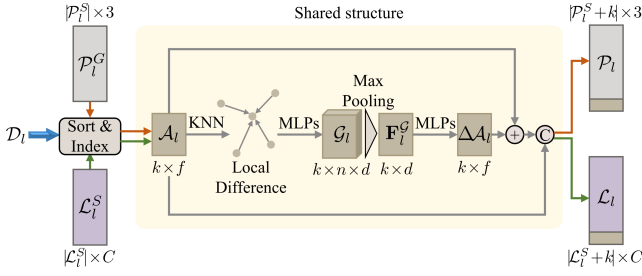 Shared structure
|𝒫_l^S|×3
𝒫_l^G
𝒟_l
Sort &
Index
ℒ_l^S
|ℒ_l^S|×C
𝒜_l
k×f
KNN
Local
Difference
MLPs
𝒢_l
k×n×d
Max
Pooling
𝐅_l^𝒢
k×d
MLPs
Δ𝒜_l
k×f
+
C
|𝒫_l^S+k|×3
𝒫_l
ℒ_l
|ℒ_l^S+k|×C